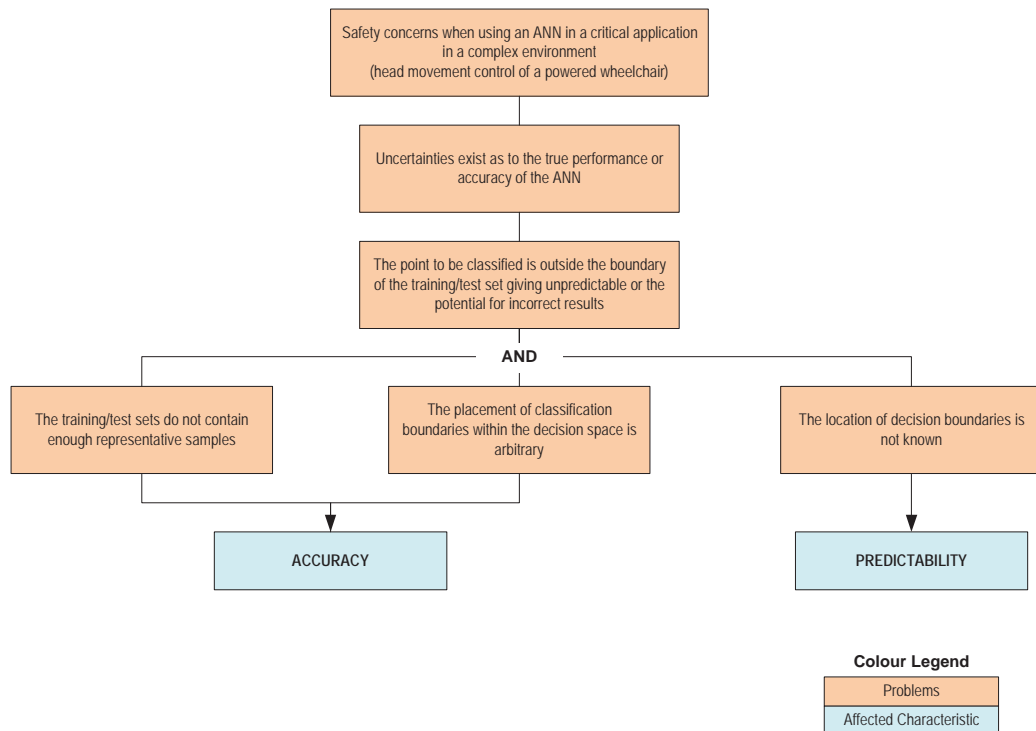 Safety concerns when using an ANN in a critical application
in a complex environment
(head movement control of a powered wheelchair)
Uncertainties exist as to the true performance or
accuracy of the ANN
The point to be classified is outside the boundary
of the training/test set giving unpredictable or the
potential for incorrect results
AND
The training/test sets do not contain
enough representative samples
The placement of classification
boundaries within the decision space is
arbitrary
The location of decision boundaries is
not known
ACCURACY
PREDICTABILITY
Colour Legend
Problems
Affected Characteristic